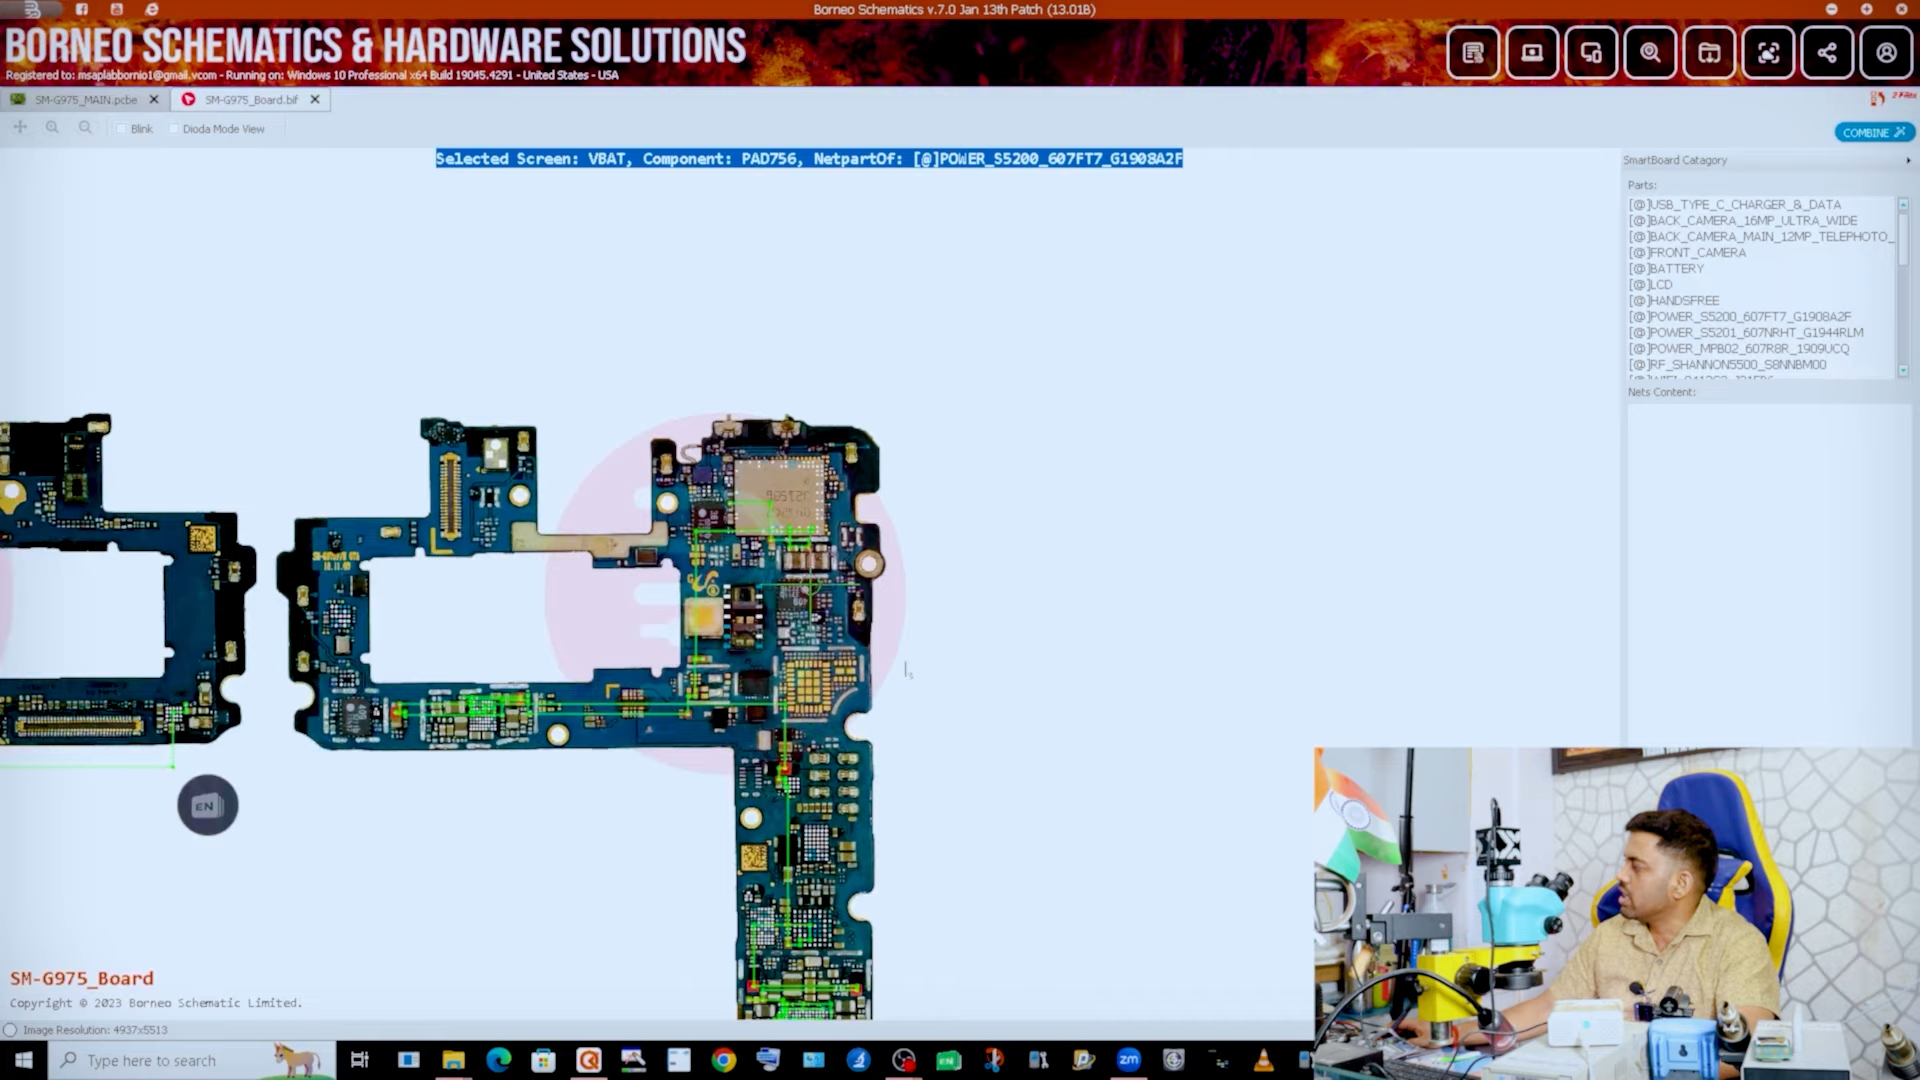 Borneo Schematics v.7.0 Jan 13th Patch (13.01B)
BORNEO SCHEMATICS & HARDWARE SOLUTIONS
Registered to: msaplabbornio1@gmail.vcom - Running on: Windows 10 Professional x64 Build 19045.4291 - United States - USA
SM-G975_MAIN.pcbe
SM-G975_Board.bif
2 Files
Blink
Dioda Mode View
COMBINE
Selected Screen: VBAT, Component: PAD756, NetpartOf: [@]POWER_S5200_607FT7_G1908A2F
SmartBoard Catagory
Parts:
[@]USB_TYPE_C_CHARGER_&_DATA
[@]BACK_CAMERA_16MP_ULTRA_WIDE
[@]BACK_CAMERA_MAIN_12MP_TELEPHOTO_
[@]FRONT_CAMERA
[@]BATTERY
[@]LCD
[@]HANDSFREE
[@]POWER_S5200_607FT7_G1908A2F
[@]POWER_S5201_607NRHT_G1944RLM
[@]POWER_MPB02_607R8R_1909UCQ
[@]RF_SHANNON5500_S8NNBM00
Nets Content:
EN
SM-G975_Board
Copyright © 2023 Borneo Schematic Limited.
Image Resolution: 4937x5513
Type here to search
EN
zm